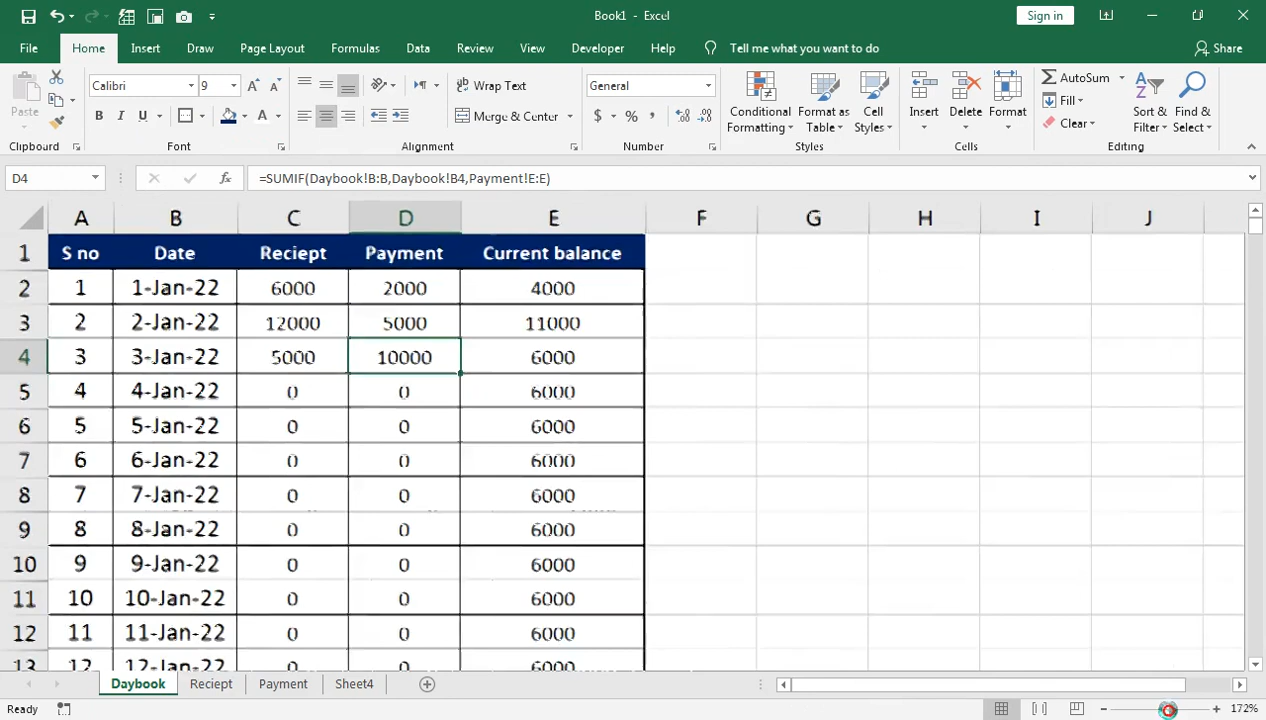 Book1 - Excel
Sign in
File Home Insert Draw Page Layout Formulas Data Review View Developer Help Tell me what you want to do Share
Calibri 9 Wrap Text General AutoSum
Paste Merge & Center Conditional Formatting Format as Table Cell Styles Insert Delete Format Fill Clear Sort & Filter Find & Select
Clipboard Font Alignment Number Styles Cells Editing
D4 =SUMIF(Daybook!B:B,Daybook!B4,Payment!E:E)
A B C D E F G H I J
1 S no Date Reciept Payment Current balance
2 1 1-Jan-22 6000 2000 4000
3 2 2-Jan-22 12000 5000 11000
4 3 3-Jan-22 5000 10000 6000
5 4 4-Jan-22 0 0 6000
6 5 5-Jan-22 0 0 6000
7 6 6-Jan-22 0 0 6000
8 7 7-Jan-22 0 0 6000
9 8 8-Jan-22 0 0 6000
10 9 9-Jan-22 0 0 6000
11 10 10-Jan-22 0 0 6000
12 11 11-Jan-22 0 0 6000
13 12 12-Jan-22 0 0 6000
Daybook Reciept Payment Sheet4
Ready 172%